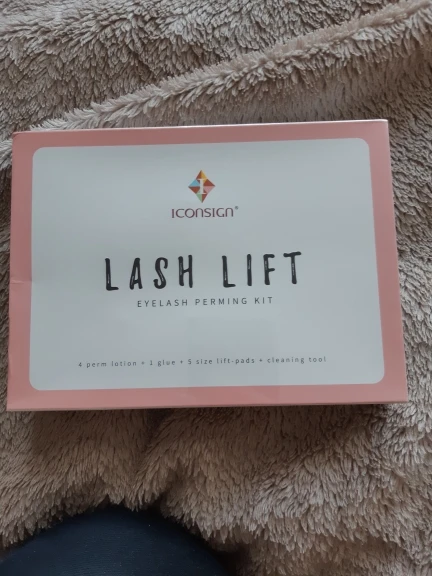 ICONSIGN®
LASH LIFT
EYELASH PERMING KIT
4 perm lotion + 1 glue + 5 size lift-pads + cleaning tool